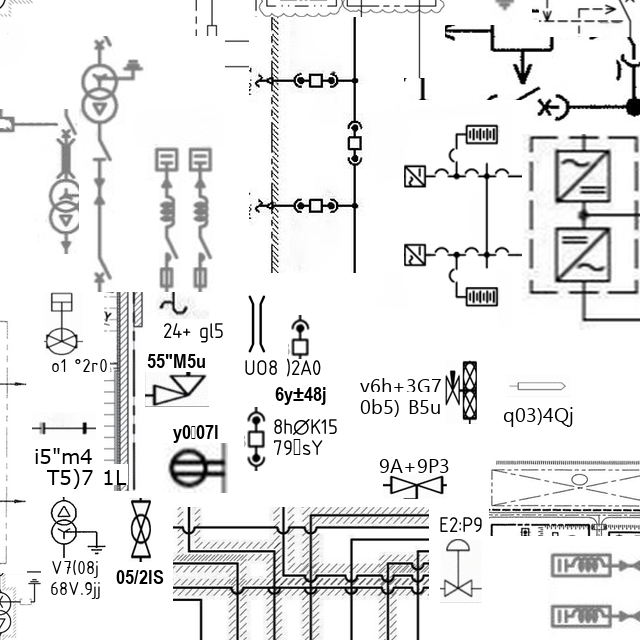 24+ gl5
o1 °2r0:
55"M5u
UO8 )2A0
6y±48j
v6h+3G7
0b5) B5u
q03)4Qj
y0▯07l
8hØK15
79▯sY
i5"m4
T5)7 1L
9A+9P3
E2:P9
V7(08j
68V.9jj
05/2IS